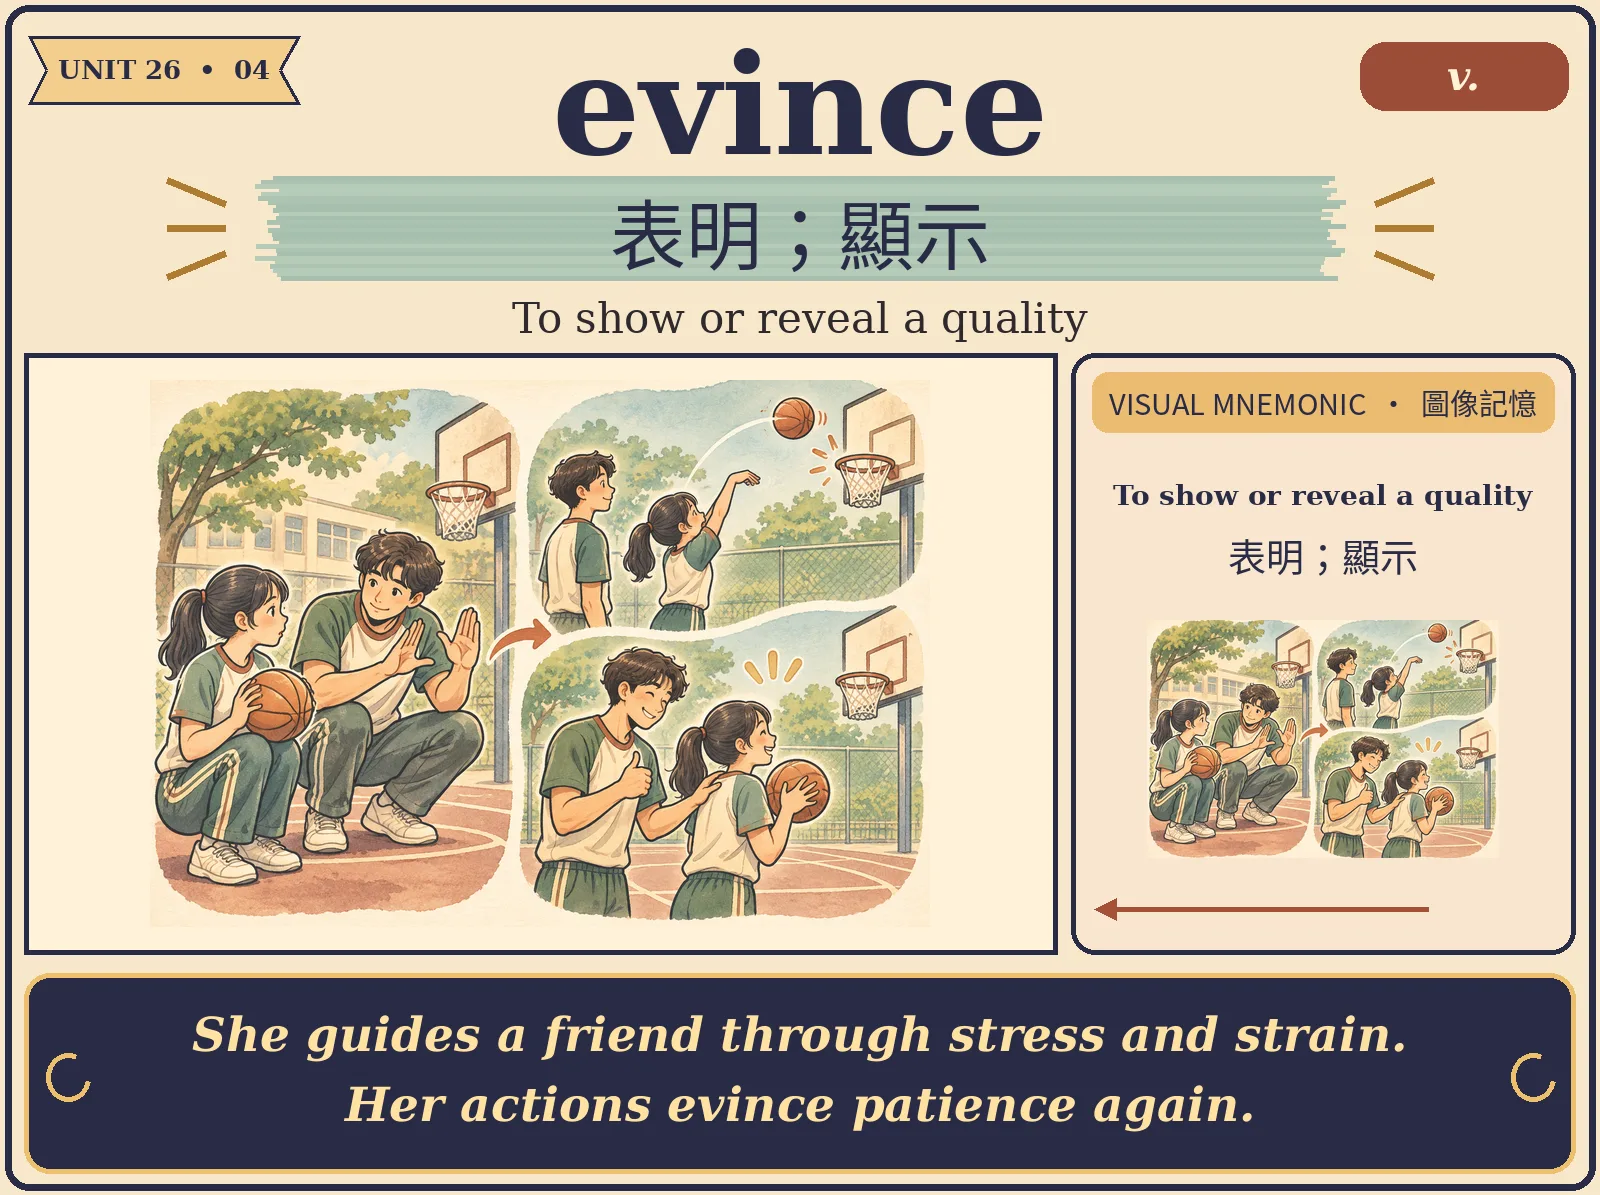 UNIT 26 • 04
evince
v.
表明；顯示
To show or reveal a quality
VISUAL MNEMONIC · 圖像記憶
To show or reveal a quality
表明；顯示
She guides a friend through stress and strain.
Her actions evince patience again.